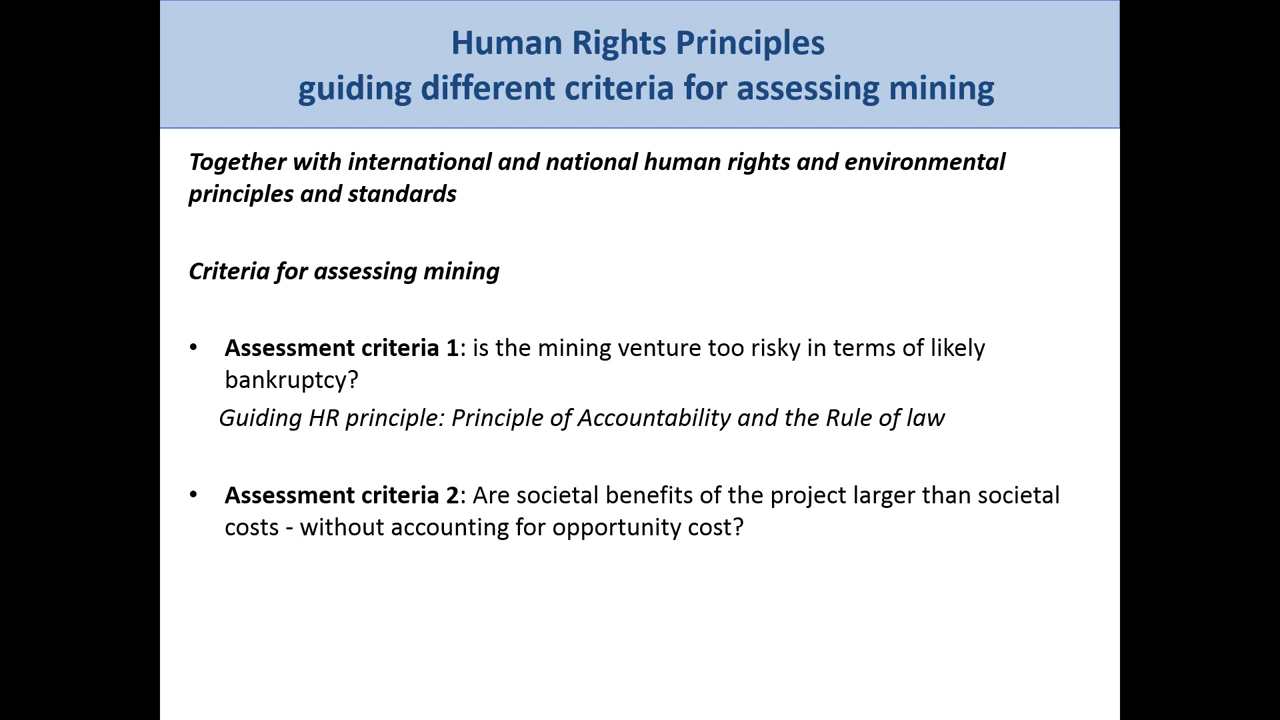 Human Rights Principles
guiding different criteria for assessing mining
Together with international and national human rights and environmental
principles and standards
Criteria for assessing mining
• Assessment criteria 1: is the mining venture too risky in terms of likely
bankruptcy?
Guiding HR principle: Principle of Accountability and the Rule of law
• Assessment criteria 2: Are societal benefits of the project larger than societal
costs - without accounting for opportunity cost?